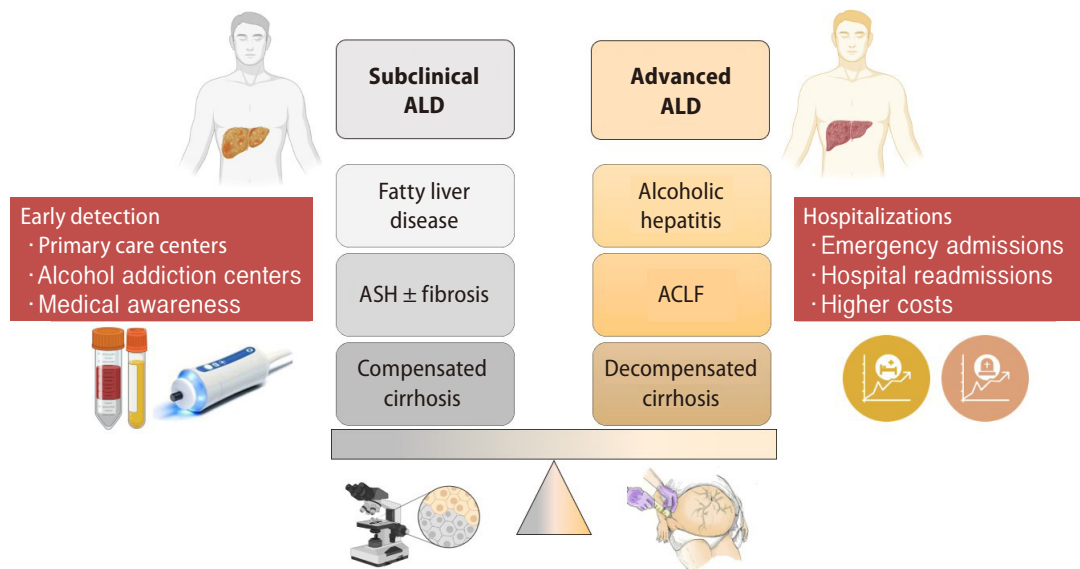 Subclinical
ALD
Advanced
ALD
Fatty liver
disease
Alcoholic
hepatitis
Early detection
· Primary care centers
· Alcohol addiction centers
· Medical awareness
Hospitalizations
· Emergency admissions
· Hospital readmissions
· Higher costs
ASH ± fibrosis
ACLF
Compensated
cirrhosis
Decompensated
cirrhosis